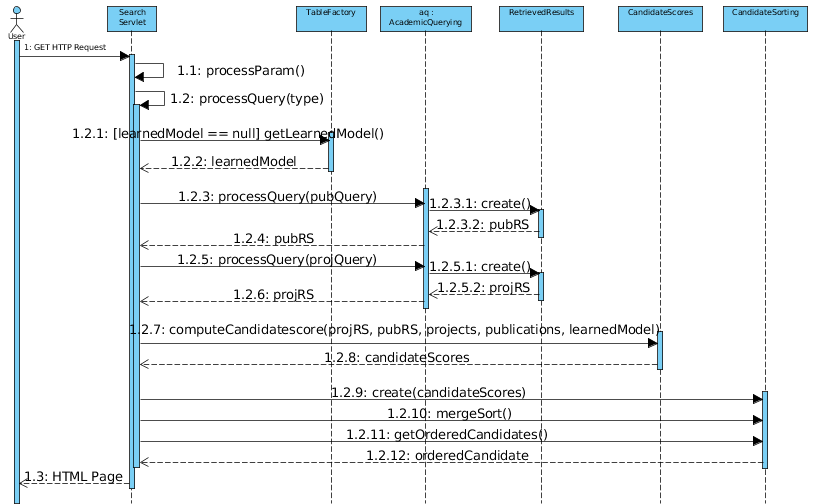 Search
Servlet
TableFactory
aq :
AcademicQuerying
RetrievedResults
CandidateScores
CandidateSorting
User
1: GET HTTP Request
1.1: processParam()
1.2: processQuery(type)
1.2.1: [learnedModel == null] getLearnedModel()
1.2.2: learnedModel
1.2.3: processQuery(pubQuery)
1.2.3.1: create()
1.2.3.2: pubRS
1.2.4: pubRS
1.2.5: processQuery(projQuery)
1.2.5.1: create()
1.2.5.2: projRS
1.2.6: projRS
1.2.7: computeCandidatescore(projRS, pubRS, projects, publications, learnedModel)
1.2.8: candidateScores
1.2.9: create(candidateScores)
1.2.10: mergeSort()
1.2.11: getOrderedCandidates()
1.2.12: orderedCandidate
1.3: HTML Page